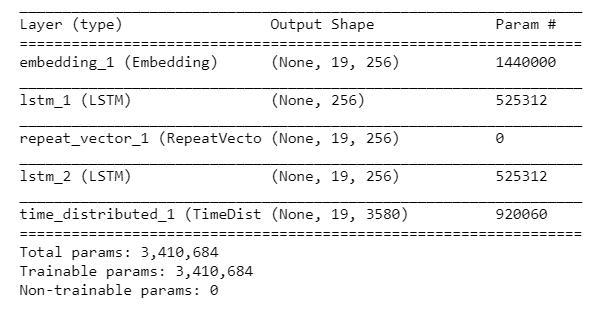 Layer (type) Output Shape Param #
embedding_1 (Embedding) (None, 19, 256) 1440000
lstm_1 (LSTM) (None, 256) 525312
repeat_vector_1 (RepeatVecto (None, 19, 256) 0
lstm_2 (LSTM) (None, 19, 256) 525312
time_distributed_1 (TimeDist (None, 19, 3580) 920060
Total params: 3,410,684
Trainable params: 3,410,684
Non-trainable params: 0